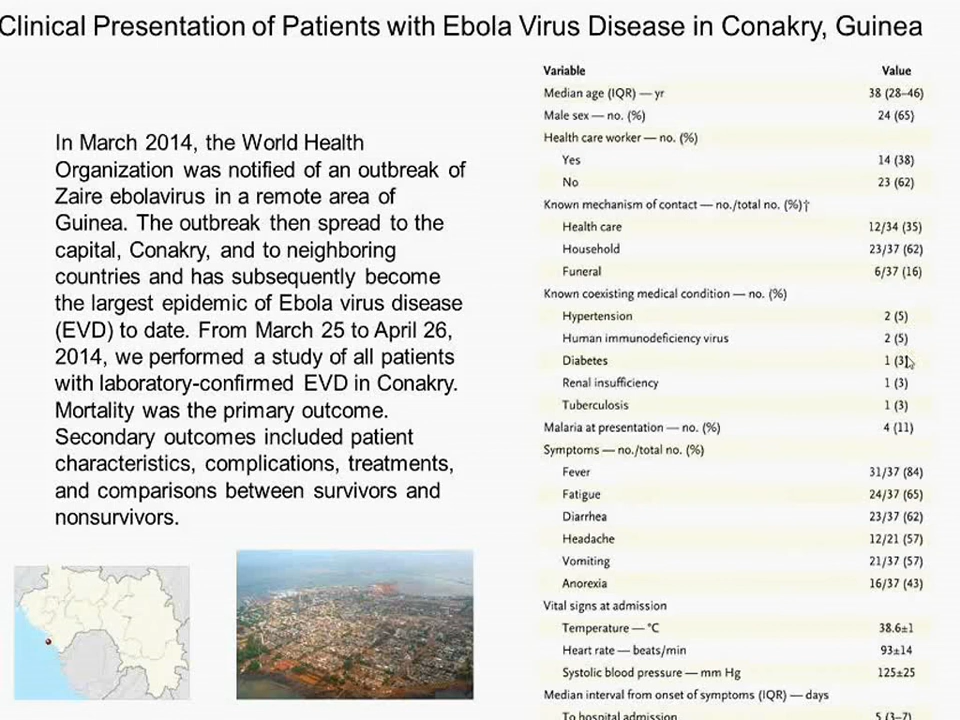 Clinical Presentation of Patients with Ebola Virus Disease in Conakry, Guinea
In March 2014, the World Health
Organization was notified of an outbreak of
Zaire ebolavirus in a remote area of
Guinea. The outbreak then spread to the
capital, Conakry, and to neighboring
countries and has subsequently become
the largest epidemic of Ebola virus disease
(EVD) to date. From March 25 to April 26,
2014, we performed a study of all patients
with laboratory-confirmed EVD in Conakry.
Mortality was the primary outcome.
Secondary outcomes included patient
characteristics, complications, treatments,
and comparisons between survivors and
nonsurvivors.
Variable Value
Median age (IQR) — yr 38 (28–46)
Male sex — no. (%) 24 (65)
Health care worker — no. (%)
Yes 14 (38)
No 23 (62)
Known mechanism of contact — no./total no. (%)†
Health care 12/34 (35)
Household 23/37 (62)
Funeral 6/37 (16)
Known coexisting medical condition — no. (%)
Hypertension 2 (5)
Human immunodeficiency virus 2 (5)
Diabetes 1 (3)
Renal insufficiency 1 (3)
Tuberculosis 1 (3)
Malaria at presentation — no. (%) 4 (11)
Symptoms — no./total no. (%)
Fever 31/37 (84)
Fatigue 24/37 (65)
Diarrhea 23/37 (62)
Headache 12/21 (57)
Vomiting 21/37 (57)
Anorexia 16/37 (43)
Vital signs at admission
Temperature — °C 38.6±1
Heart rate — beats/min 93±14
Systolic blood pressure — mm Hg 125±25
Median interval from onset of symptoms (IQR) — days
To hospital admission 5 (3–7)